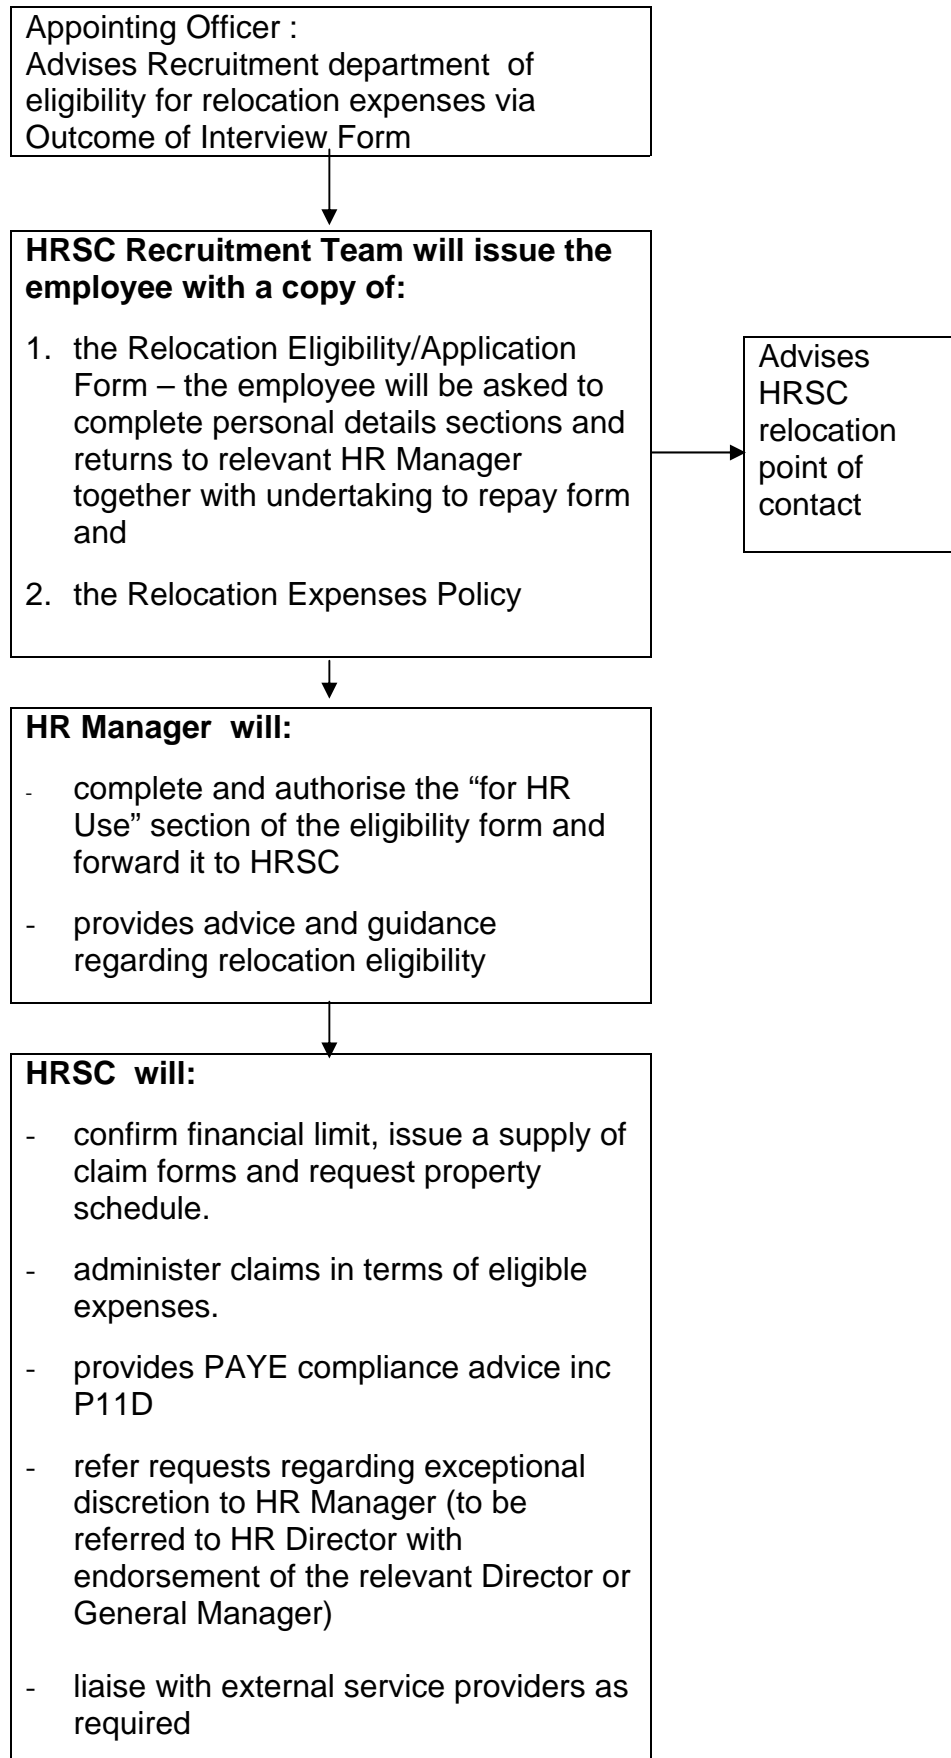 Appointing Officer :
Advises Recruitment department of
eligibility for relocation expenses via
Outcome of Interview Form
HRSC Recruitment Team will issue the
employee with a copy of:
1. the Relocation Eligibility/Application
Form – the employee will be asked to
complete personal details sections and
returns to relevant HR Manager
together with undertaking to repay form
and
2. the Relocation Expenses Policy
Advises
HRSC
relocation
point of
contact
HR Manager will:
- complete and authorise the “for HR
Use” section of the eligibility form and
forward it to HRSC
- provides advice and guidance
regarding relocation eligibility
HRSC will:
- confirm financial limit, issue a supply of
claim forms and request property
schedule.
- administer claims in terms of eligible
expenses.
- provides PAYE compliance advice inc
P11D
- refer requests regarding exceptional
discretion to HR Manager (to be
referred to HR Director with
endorsement of the relevant Director or
General Manager)
- liaise with external service providers as
required